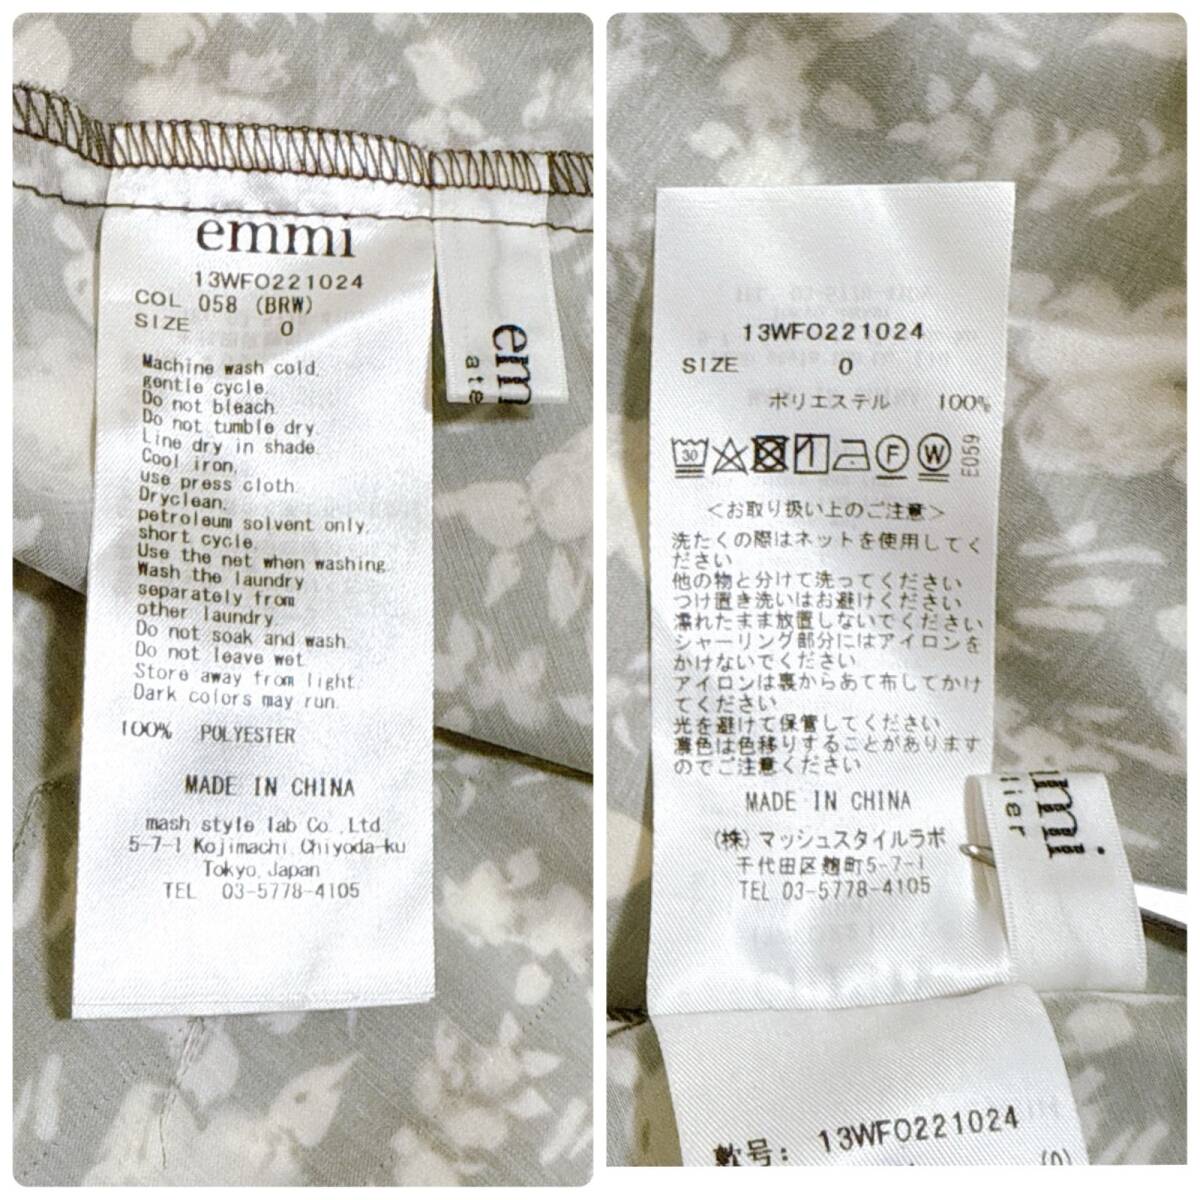 emmi
13WFO221024
COL 058 (BRW)
SIZE 0
Machine wash cold,
gentle cycle.
Do not bleach.
Do not tumble dry.
Line dry in shade.
Cool iron,
use press cloth.
Dryclean,
petroleum solvent only,
short cycle.
Use the net when washing.
Wash the laundry
separately from
other laundry.
Do not soak and wash.
Do not leave wet.
Store away from light.
Dark colors may run.
100% POLYESTER
MADE IN CHINA
mash style lab Co.,Ltd.
5-7-1 Kojimachi, Chiyoda-ku
Tokyo, Japan
TEL 03-5778-4105
em
ate
13WFO221024
SIZE 0
ポリエステル 100%
30
F
W
E059
<お取り扱い上のご注意>
洗たくの際はネットを使用してく
ださい
他の物と分けて洗ってください
つけ置き洗いはお避けください
濡れたまま放置しないでください
シャーリング部分にはアイロンを
かけないでください
アイロンは裏からあて布してかけ
てください
光を避けて保管してください
濃色は色移りすることがあります
のでご注意ください
MADE IN CHINA
(株)マッシュスタイルラボ
千代田区麹町5-7-1
TEL 03-5778-4105
mmi
lier
款号: 13WFO221024
(0)